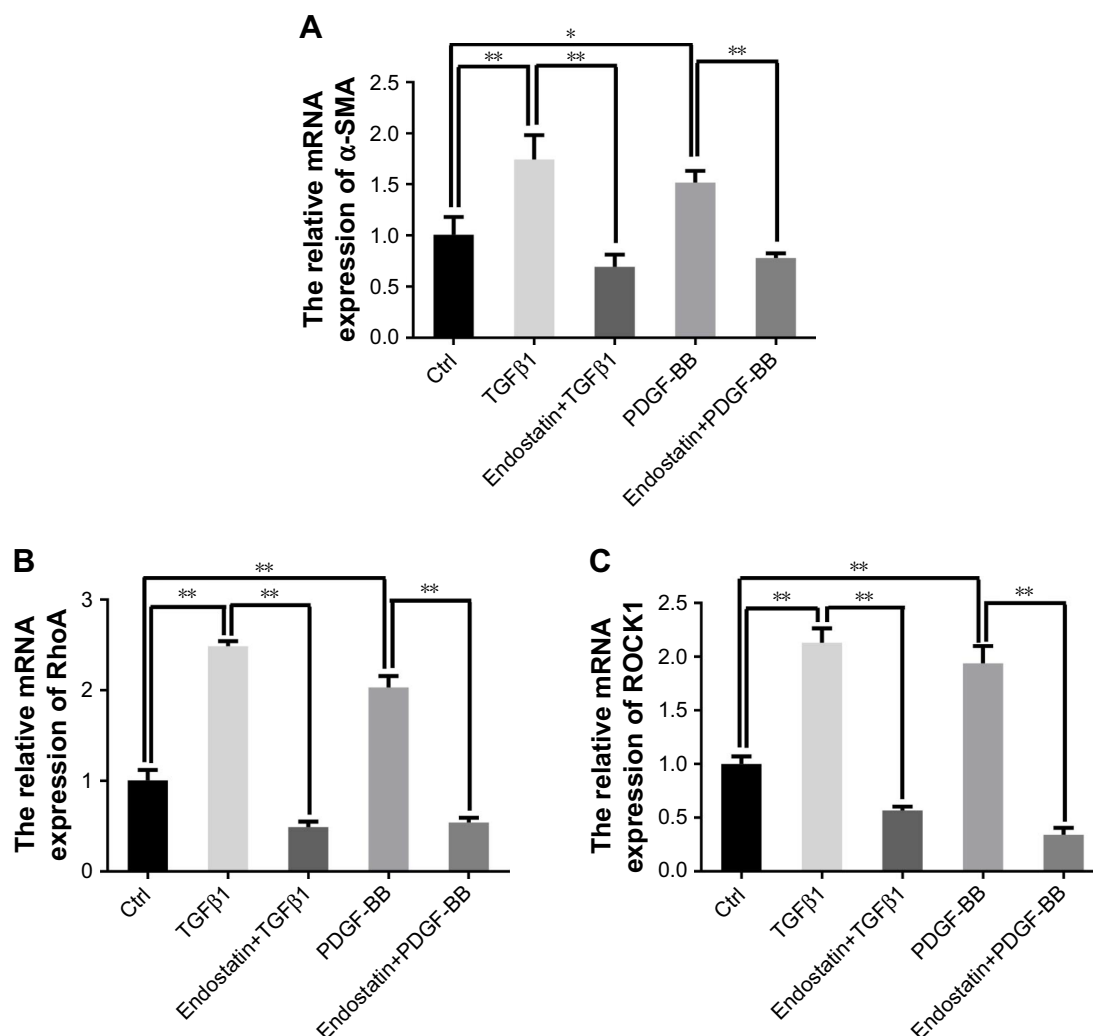 A
*
** ** **
The relative mRNA
expression of α-SMA
2.5
2.0
1.5
1.0
0.5
0.0
Ctrl
TGFβ1
Endostatin+TGFβ1
PDGF-BB
Endostatin+PDGF-BB
B
**
** ** **
The relative mRNA
expression of RhoA
3
2
1
0
Ctrl
TGFβ1
Endostatin+TGFβ1
PDGF-BB
Endostatin+PDGF-BB
C
**
** ** **
The relative mRNA
expression of ROCK1
2.5
2.0
1.5
1.0
0.5
0.0
Ctrl
TGFβ1
Endostatin+TGFβ1
PDGF-BB
Endostatin+PDGF-BB